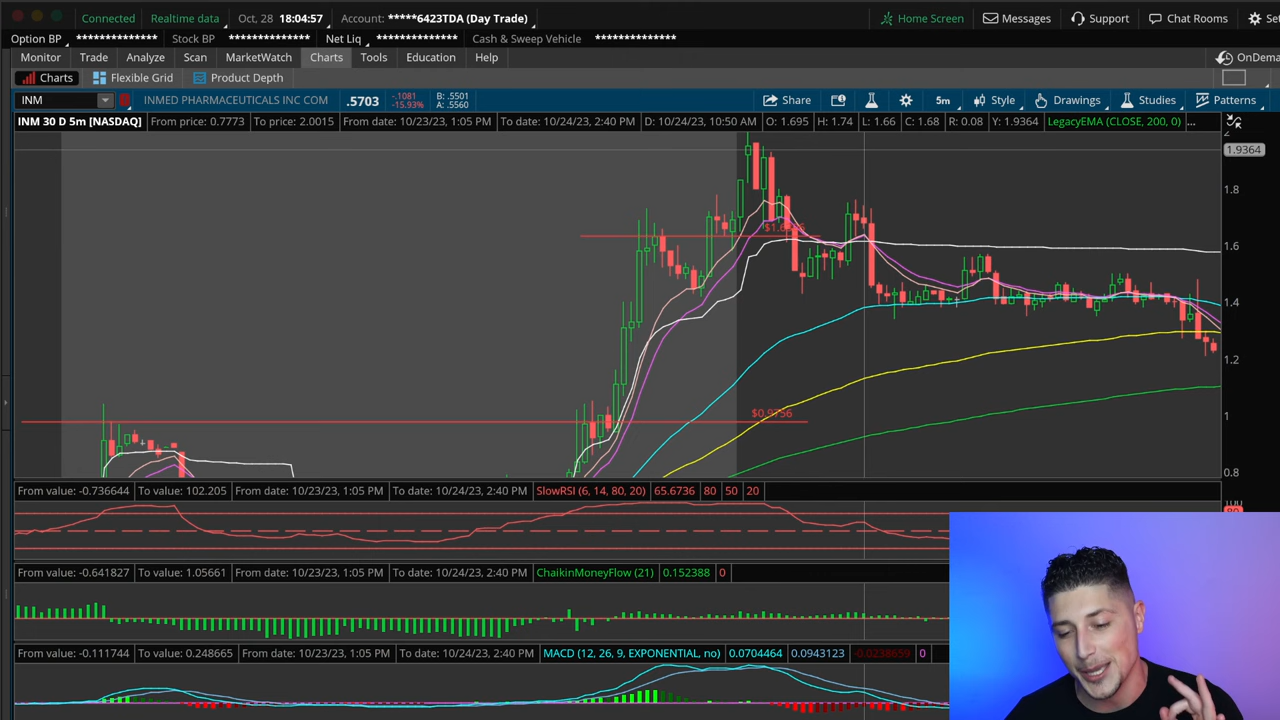 Connected Realtime data Oct, 28 18:04:57 Account: *****6423TDA (Day Trade) Home Screen Messages Support Chat Rooms
Option BP *************** Stock BP *************** Net Liq *************** Cash & Sweep Vehicle ***************
Monitor Trade Analyze Scan MarketWatch Charts Tools Education Help OnDema
Charts Flexible Grid Product Depth
INM INMED PHARMACEUTICALS INC COM .5703 -.1081 B: .5501 Share 5m Style Drawings Studies Patterns
-15.93% A: .5560
INM 30 D 5m [NASDAQ] From price: 0.7773 To price: 2.0015 From date: 10/23/23, 1:05 PM To date: 10/24/23, 2:40 PM D: 10/24/23, 10:50 AM O: 1.695 H: 1.74 L: 1.66 C: 1.68 R: 0.08 Y: 1.9364 LegacyEMA (CLOSE, 200, 0) ...
2
1.9364
1.8
1.6
1.4
1.2
$0.9756
1
0.8
From value: -0.736644 To value: 102.205 From date: 10/23/23, 1:05 PM To date: 10/24/23, 2:40 PM SlowRSI (6, 14, 80, 20) 65.6736 80 50 20
100
80
From value: -0.641827 To value: 1.05661 From date: 10/23/23, 1:05 PM To date: 10/24/23, 2:40 PM ChaikinMoneyFlow (21) 0.152388 0
From value: -0.111744 To value: 0.248665 From date: 10/23/23, 1:05 PM To date: 10/24/23, 2:40 PM MACD (12, 26, 9, EXPONENTIAL, no) 0.0704464 0.0943123 -0.0238659 0